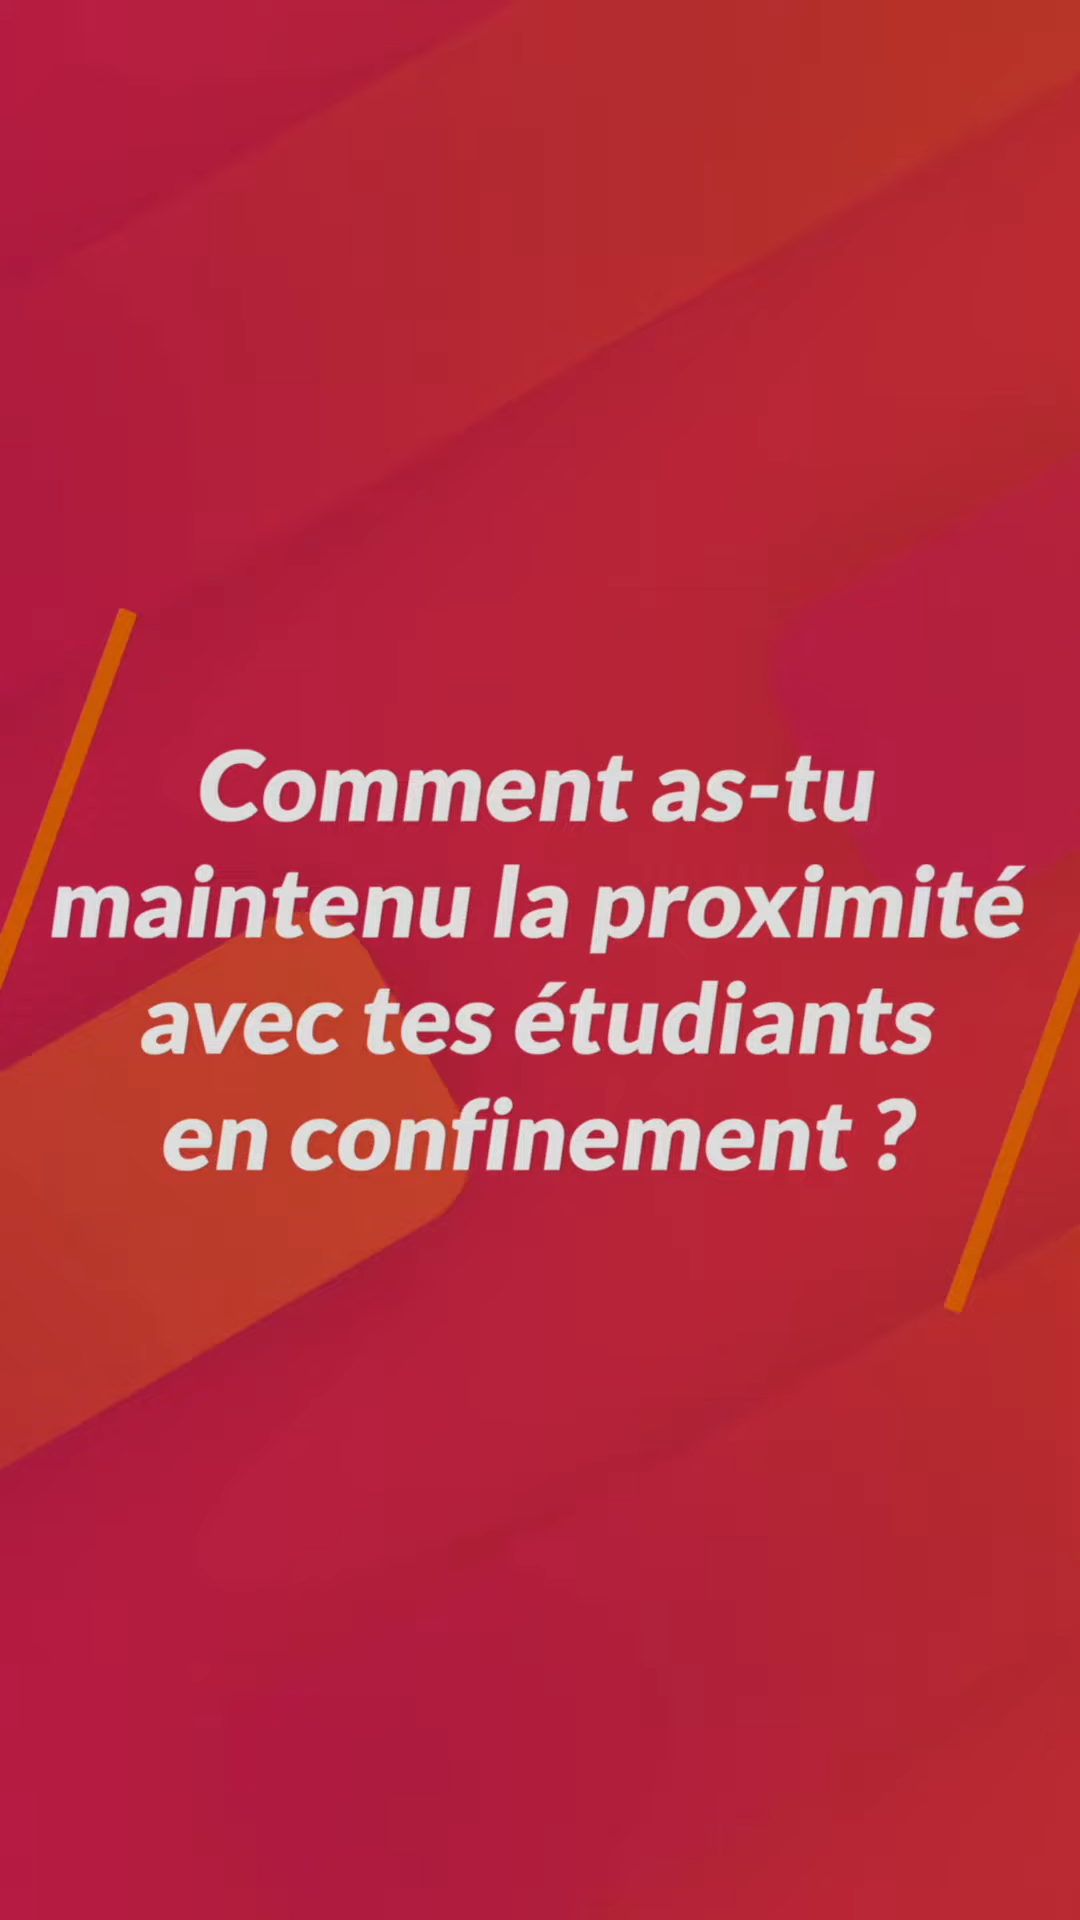 Comment as-tu
maintenu la proximité
avec tes étudiants
en confinement ?